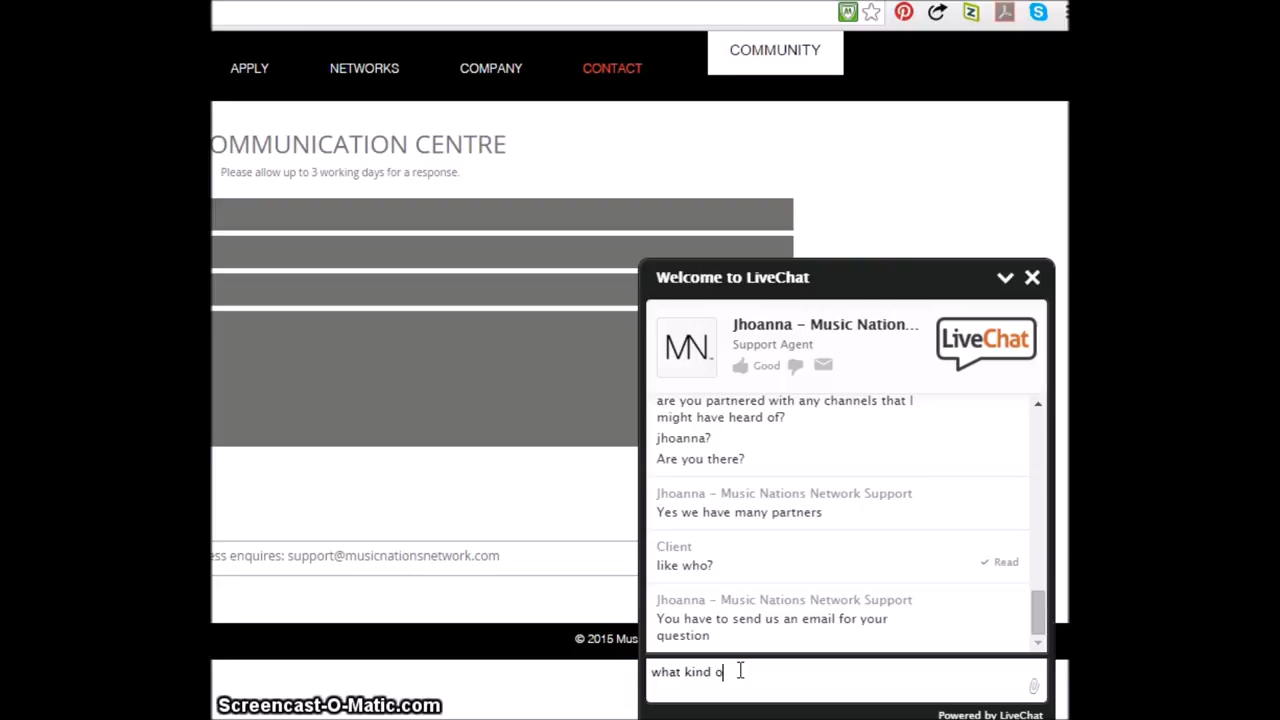 COMMUNITY
APPLY NETWORKS COMPANY CONTACT
OMMUNICATION CENTRE
Please allow up to 3 working days for a response.
Welcome to LiveChat
MN
Jhoanna - Music Nation...
Support Agent
Good
LiveChat
are you partnered with any channels that I
might have heard of?
jhoanna?
Are you there?
Jhoanna - Music Nations Network Support
Yes we have many partners
Client
like who?
Read
Jhoanna - Music Nations Network Support
You have to send us an email for your
question
ess enquires: support@musicnationsnetwork.com
© 2015 Mus
what kind o
Powered by LiveChat
Screencast-O-Matic.com